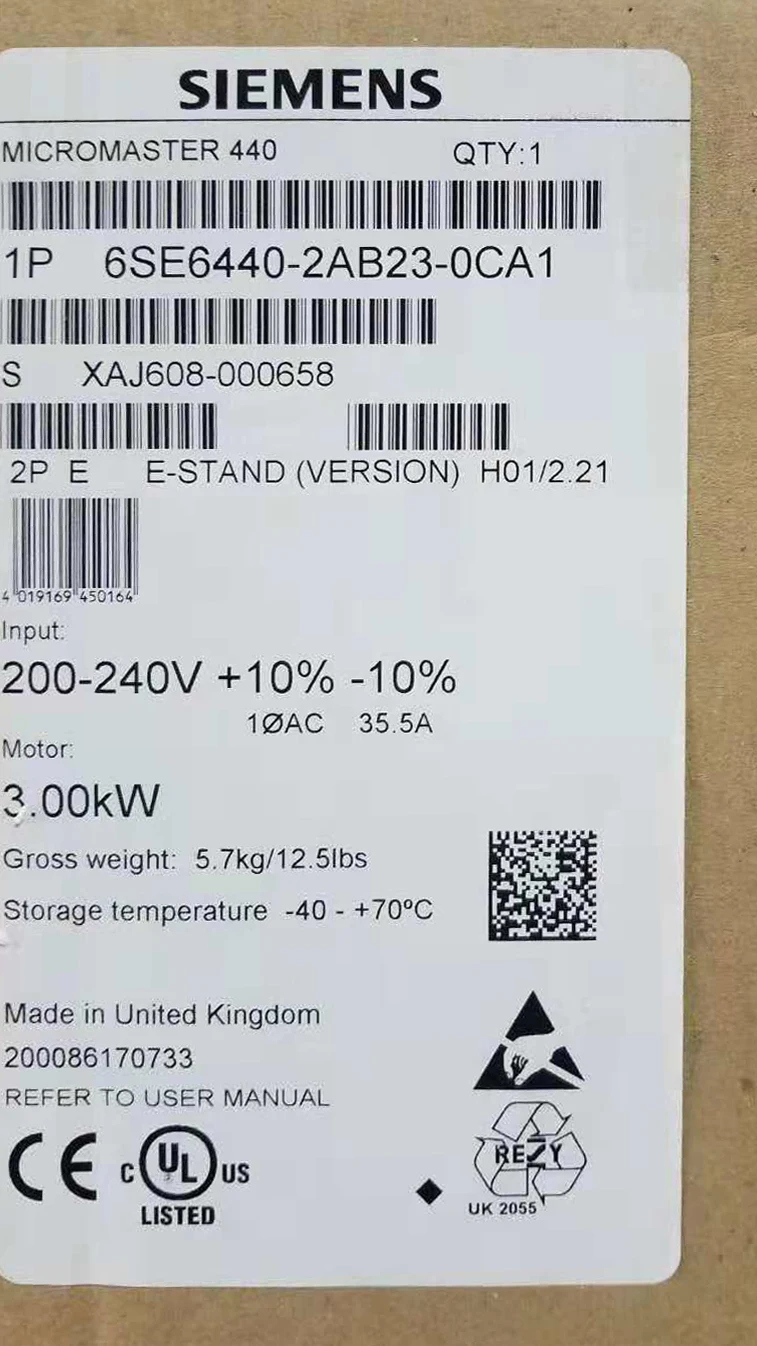 SIEMENS
MICROMASTER 440 QTY:1
1P 6SE6440-2AB23-0CA1
S XAJ608-000658
2P E E-STAND (VERSION) H01/2.21
4 019169 450164
Input:
200-240V +10% -10%
1ØAC 35.5A
Motor:
3.00kW
Gross weight: 5.7kg/12.5lbs
Storage temperature -40 - +70ºC
Made in United Kingdom
200086170733
REFER TO USER MANUAL
CE C UL US
LISTED
REZY
UK 2055